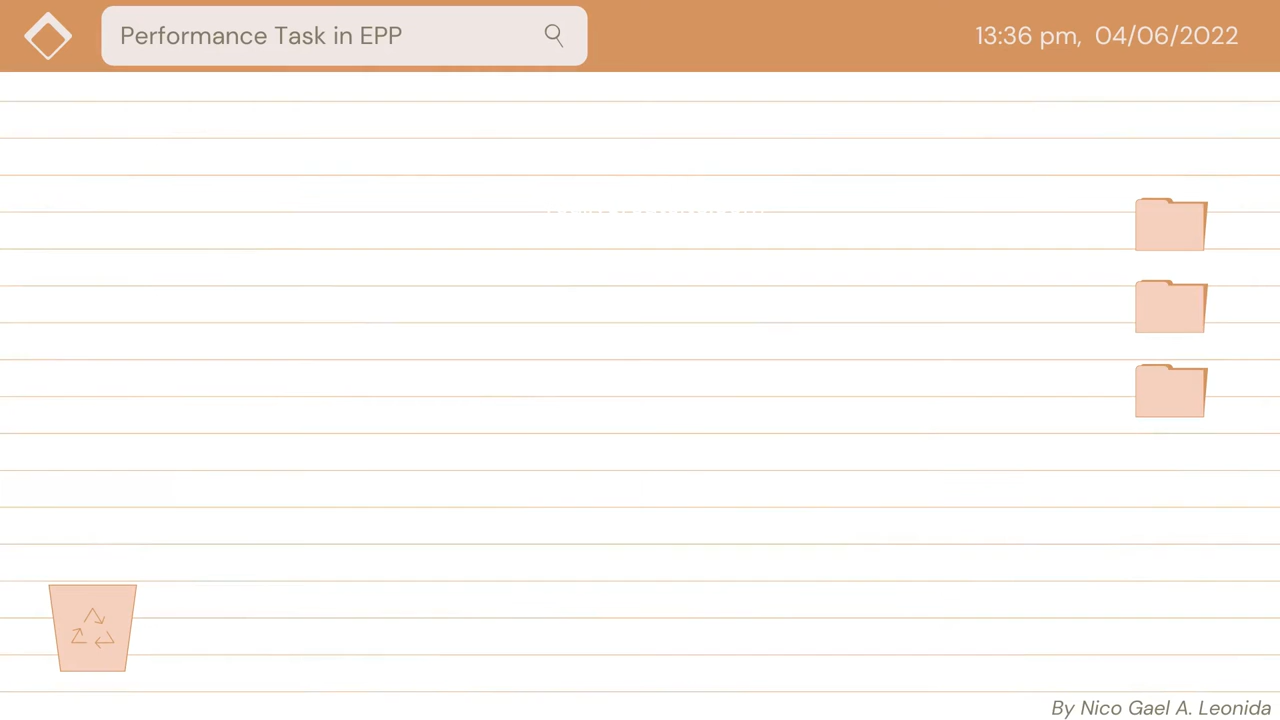 Performance Task in EPP
13:36 pm, 04/06/2022
By Nico Gael A. Leonida